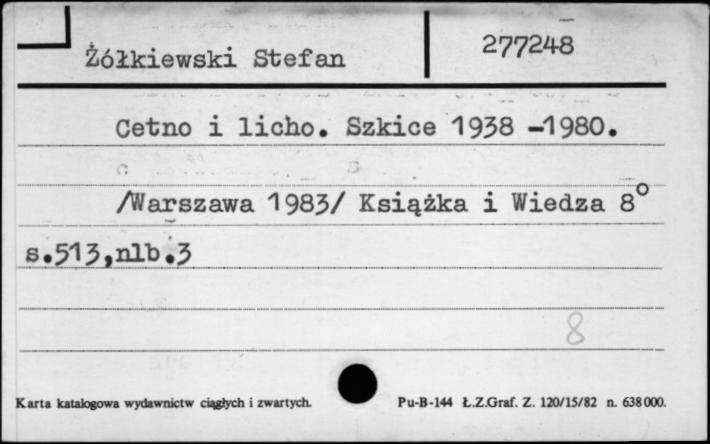 Żółkiewski Stefan 277248
Cetno i licho. Szkice 1938 -1980.
/Warszawa 1983/ Książka i Wiedza 8°
s.513,nlb.3
8
Karta katalogowa wydawnictw ciągłych i zwartych. Pu-B-144 Ł.Z.Graf. Z. 120/15/82 n. 638000.